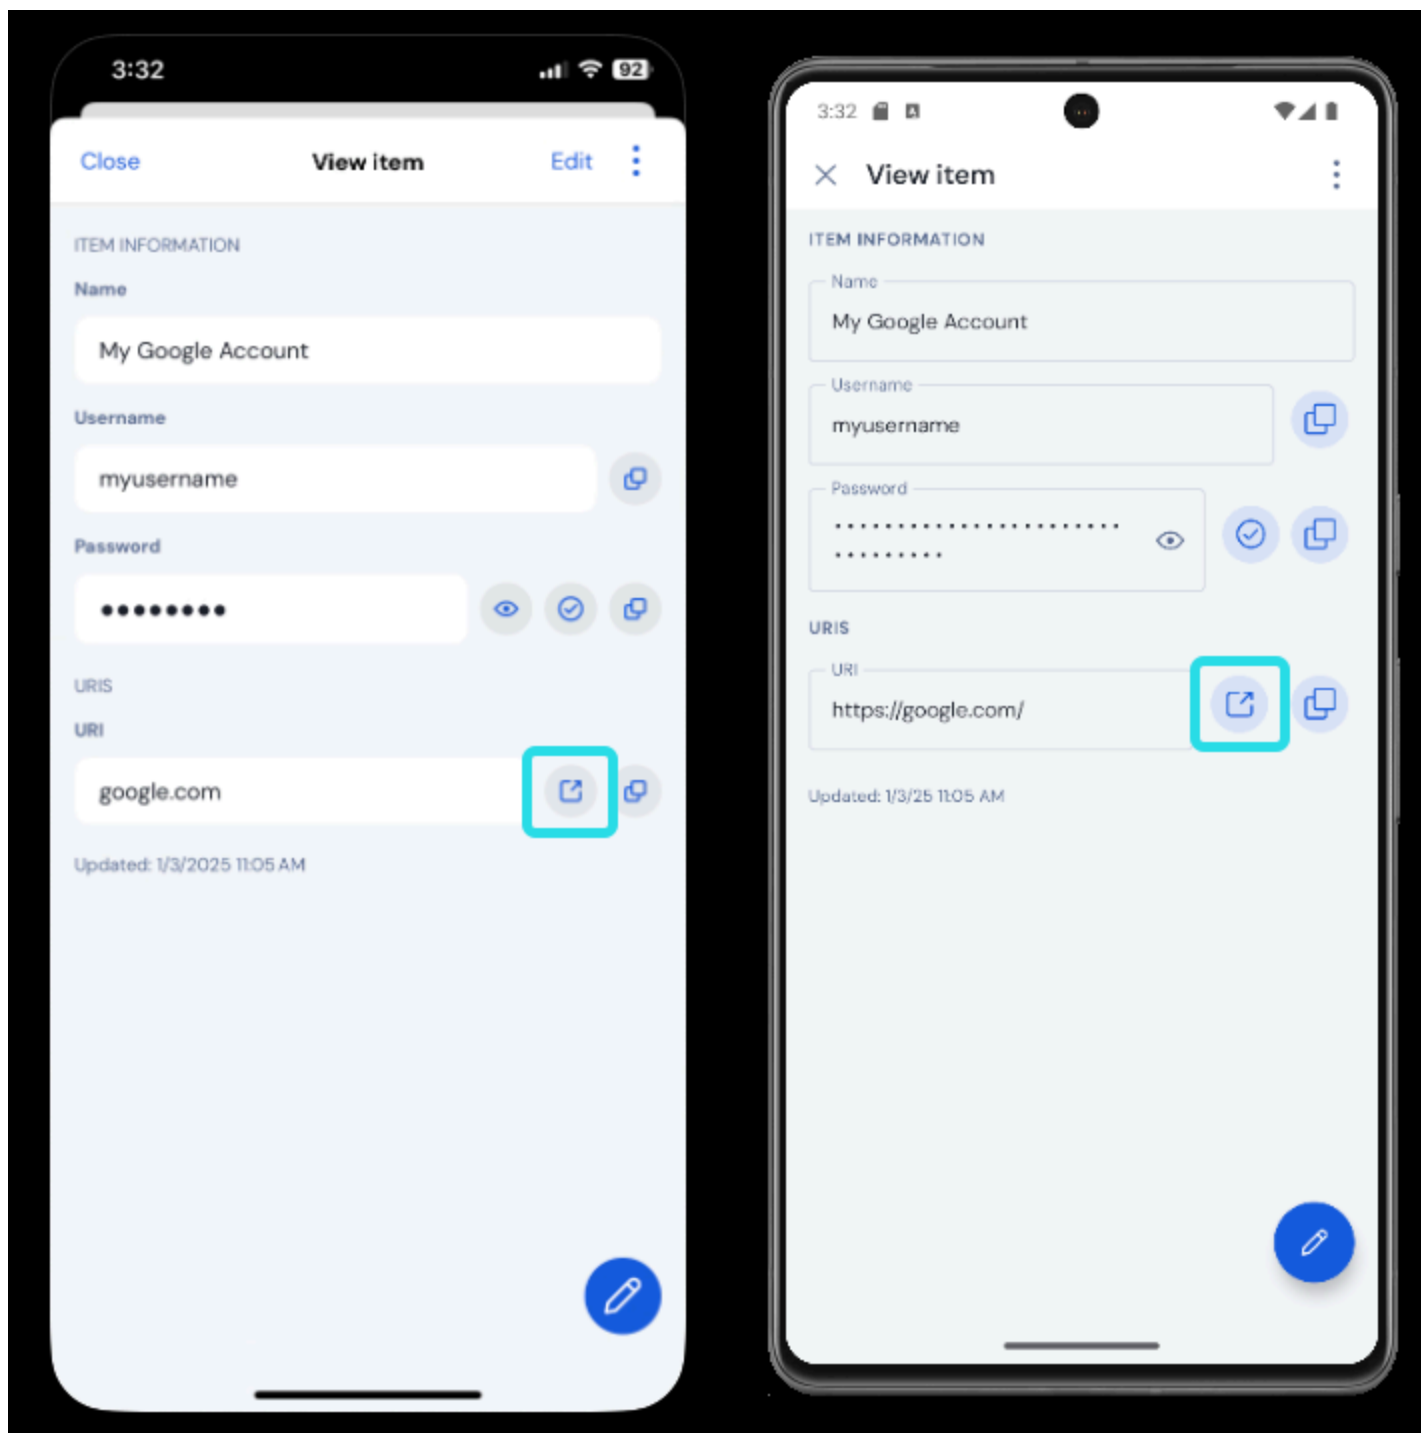 3:32
92
Close
View item
Edit
ITEM INFORMATION
Name
My Google Account
Username
myusername
Password
••••••••
URIS
URI
google.com
Updated: 1/3/2025 11:05 AM
3:32
View item
ITEM INFORMATION
Name
My Google Account
Username
myusername
Password
URIS
URI
https://google.com/
Updated: 1/3/25 11:05 AM